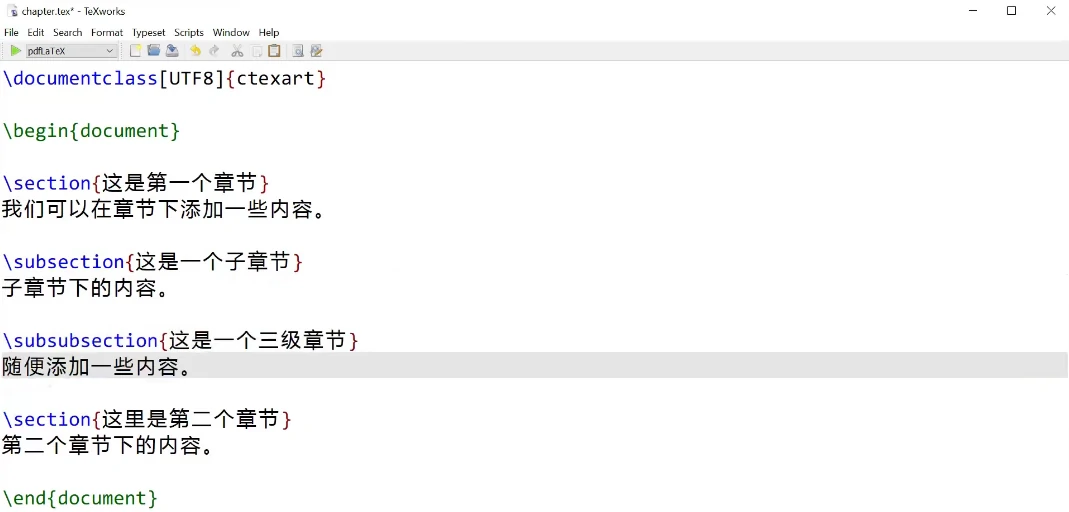 chapter.tex* - TeXworks
File Edit Search Format Typeset Scripts Window Help
pdfLaTeX
\documentclass[UTF8]{ctexart}
\begin{document}
\section{这是第一个章节}
我们可以在章节下添加一些内容。
\subsection{这是一个子章节}
子章节下的内容。
\subsubsection{这是一个三级章节}
随便添加一些内容。
\section{这里是第二个章节}
第二个章节下的内容。
\end{document}